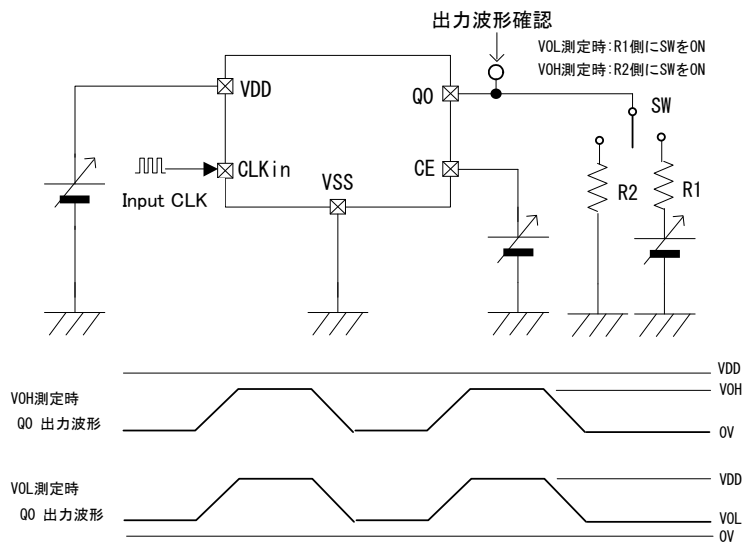 出力波形確認
VOL測定時:R1側にSWをON
VOH測定時:R2側にSWをON
VDD
Q0
SW
CLKin
CE
VSS
Input CLK
R2
R1
VDD
VOH測定時
VOH
Q0 出力波形
0V
VOL測定時
VDD
Q0 出力波形
VOL
0V